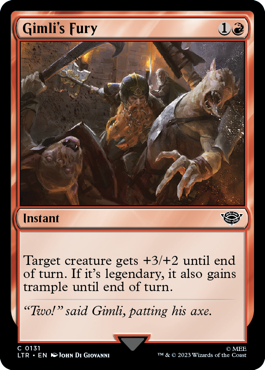 Gimli's Fury 1
Instant
Target creature gets +3/+2 until end
of turn. If it's legendary, it also gains
trample until end of turn.
"Two!" said Gimli, patting his axe.
C 0131
LTR • EN John Di Giovanni
© MEE
™ & © 2023 Wizards of the Coast